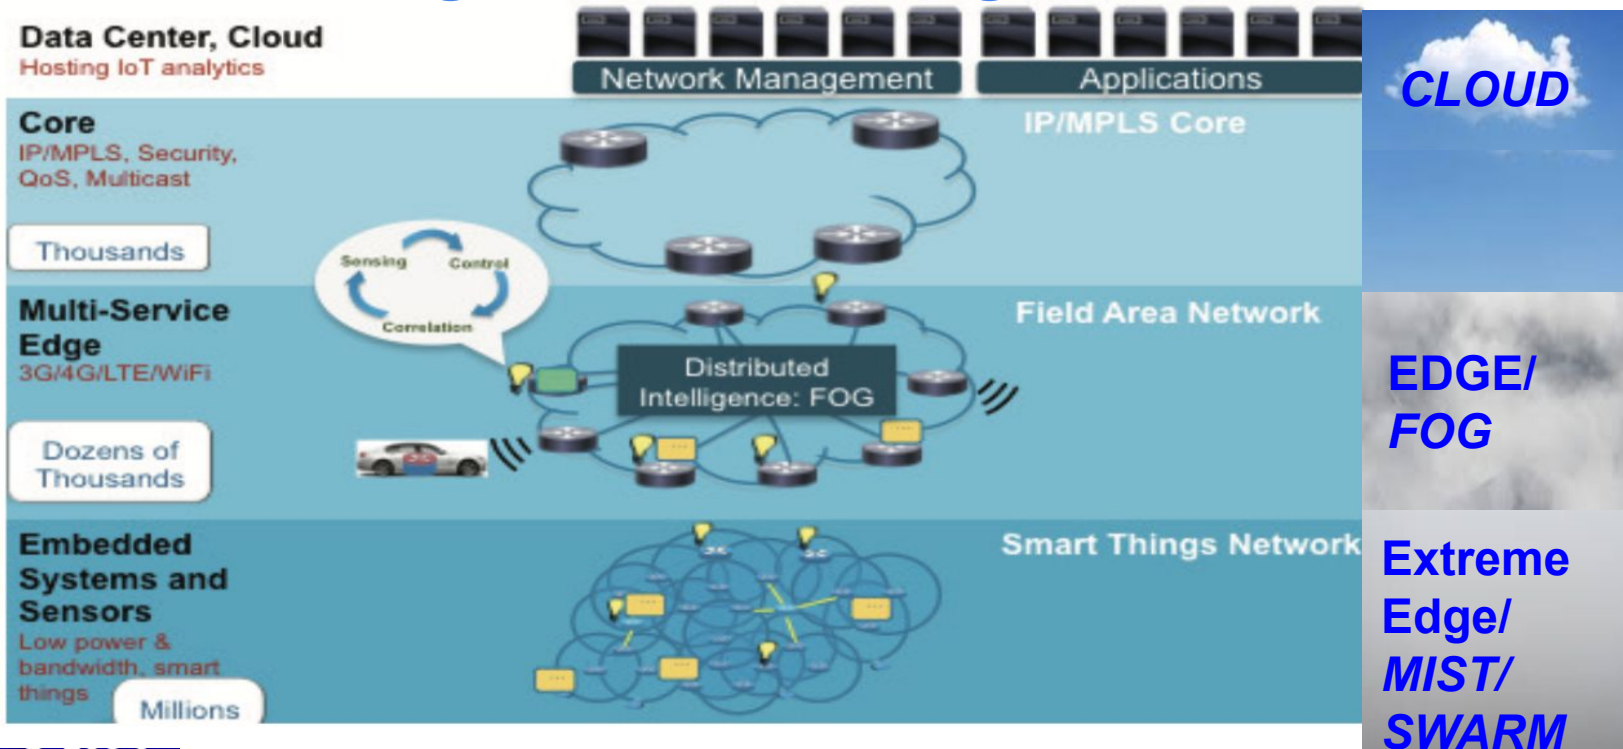 Data Center, Cloud
Hosting IoT analytics
Network Management
Applications
CLOUD
Core
IP/MPLS, Security,
QoS, Multicast
IP/MPLS Core
Thousands
Sensing
Control
Correlation
Multi-Service
Edge
3G/4G/LTE/WiFi
Field Area Network
Distributed
Intelligence: FOG
EDGE/
FOG
Dozens of
Thousands
Embedded
Systems and
Sensors
Low power &
bandwidth, smart
things
Millions
Smart Things Network
Extreme
Edge/
MIST/
SWARM